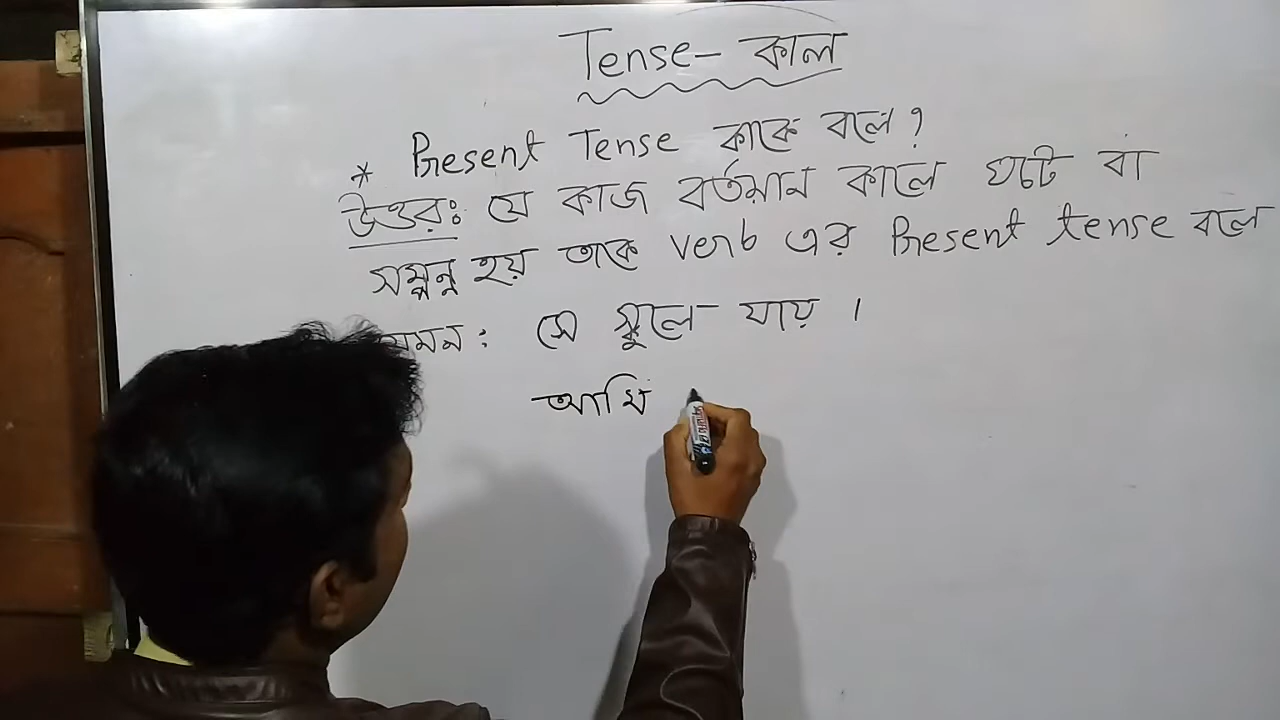 Tense - কাল
* Present Tense কাকে বলে?
উত্তরঃ যে কাজ বর্তমান কালে ঘটে বা
সম্পন্ন হয় তাকে verb এর Present tense বলে
যেমন: সে স্কুলে যায়।
আমি